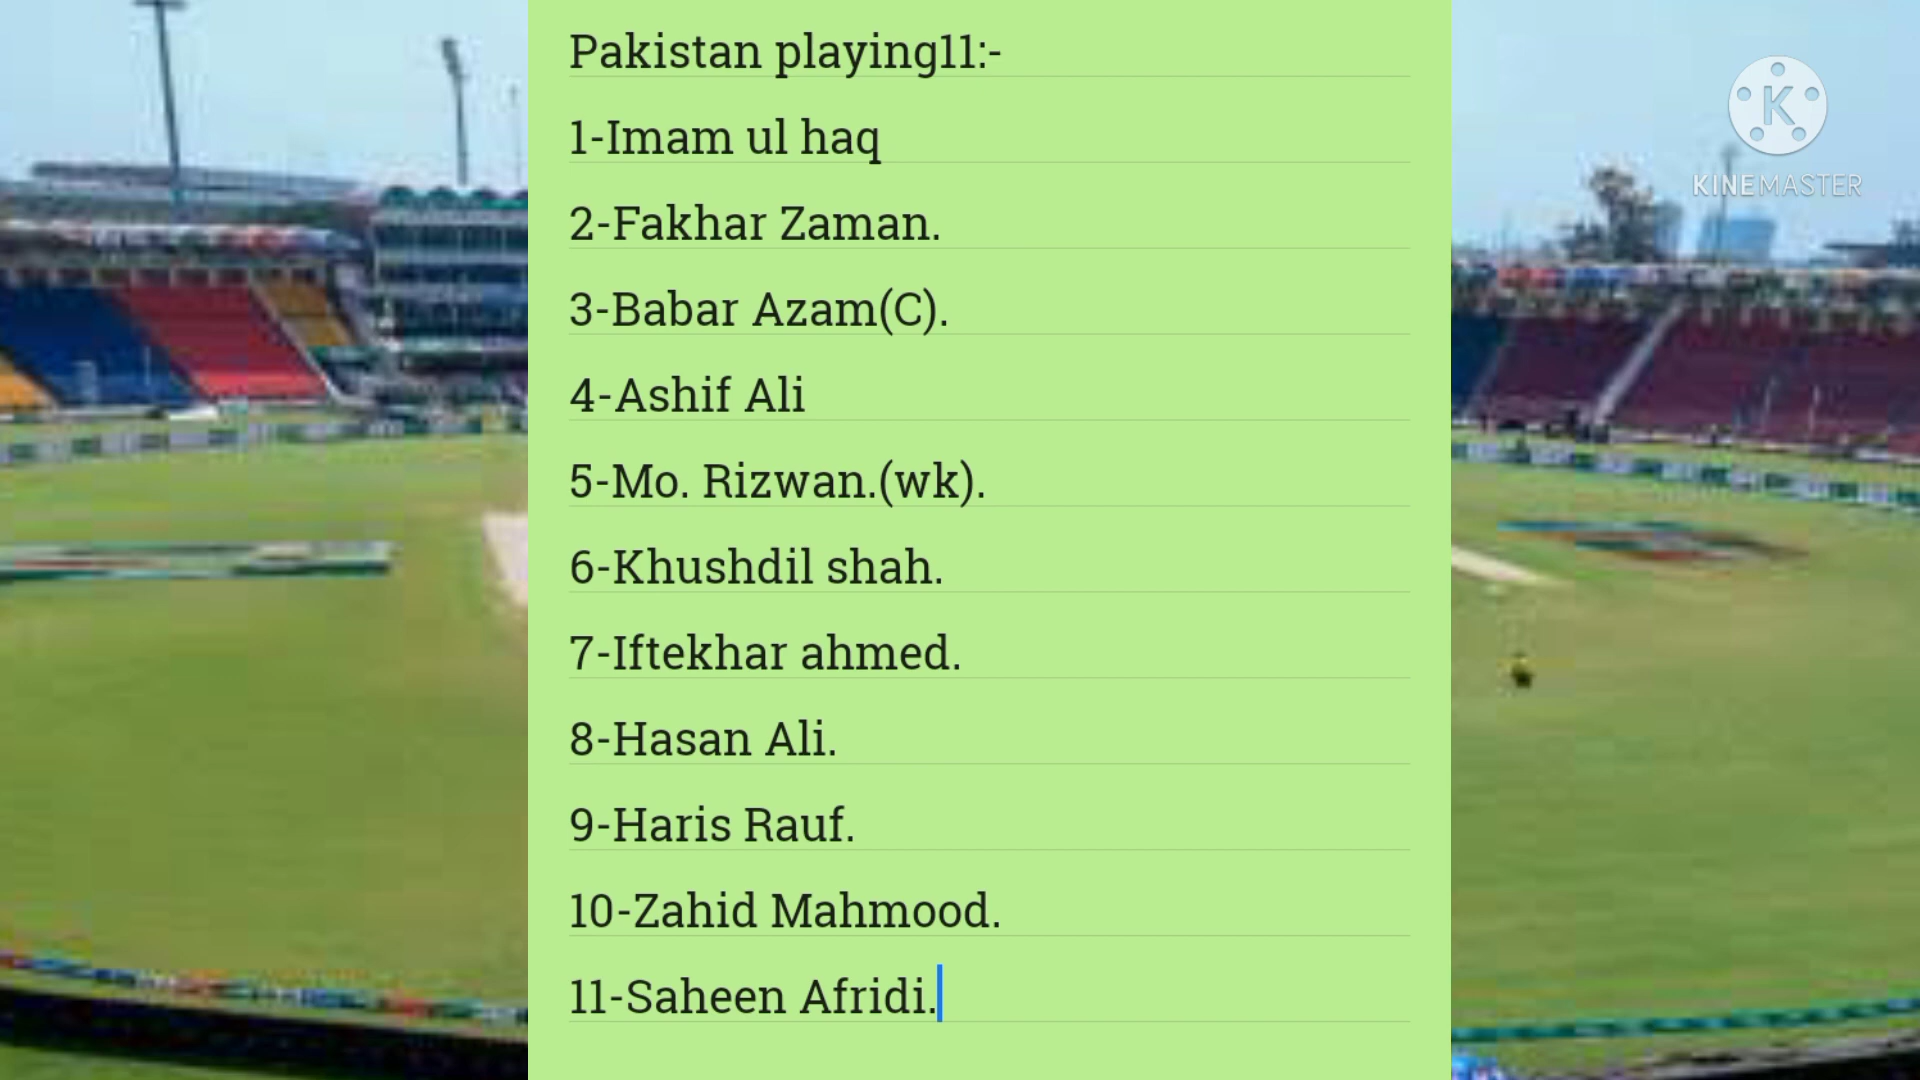 Pakistan playing11:-
1-Imam ul haq
2-Fakhar Zaman.
3-Babar Azam(C).
4-Ashif Ali
5-Mo. Rizwan.(wk).
6-Khushdil shah.
7-Iftekhar ahmed.
8-Hasan Ali.
9-Haris Rauf.
10-Zahid Mahmood.
11-Saheen Afridi.
K
KINEMASTER